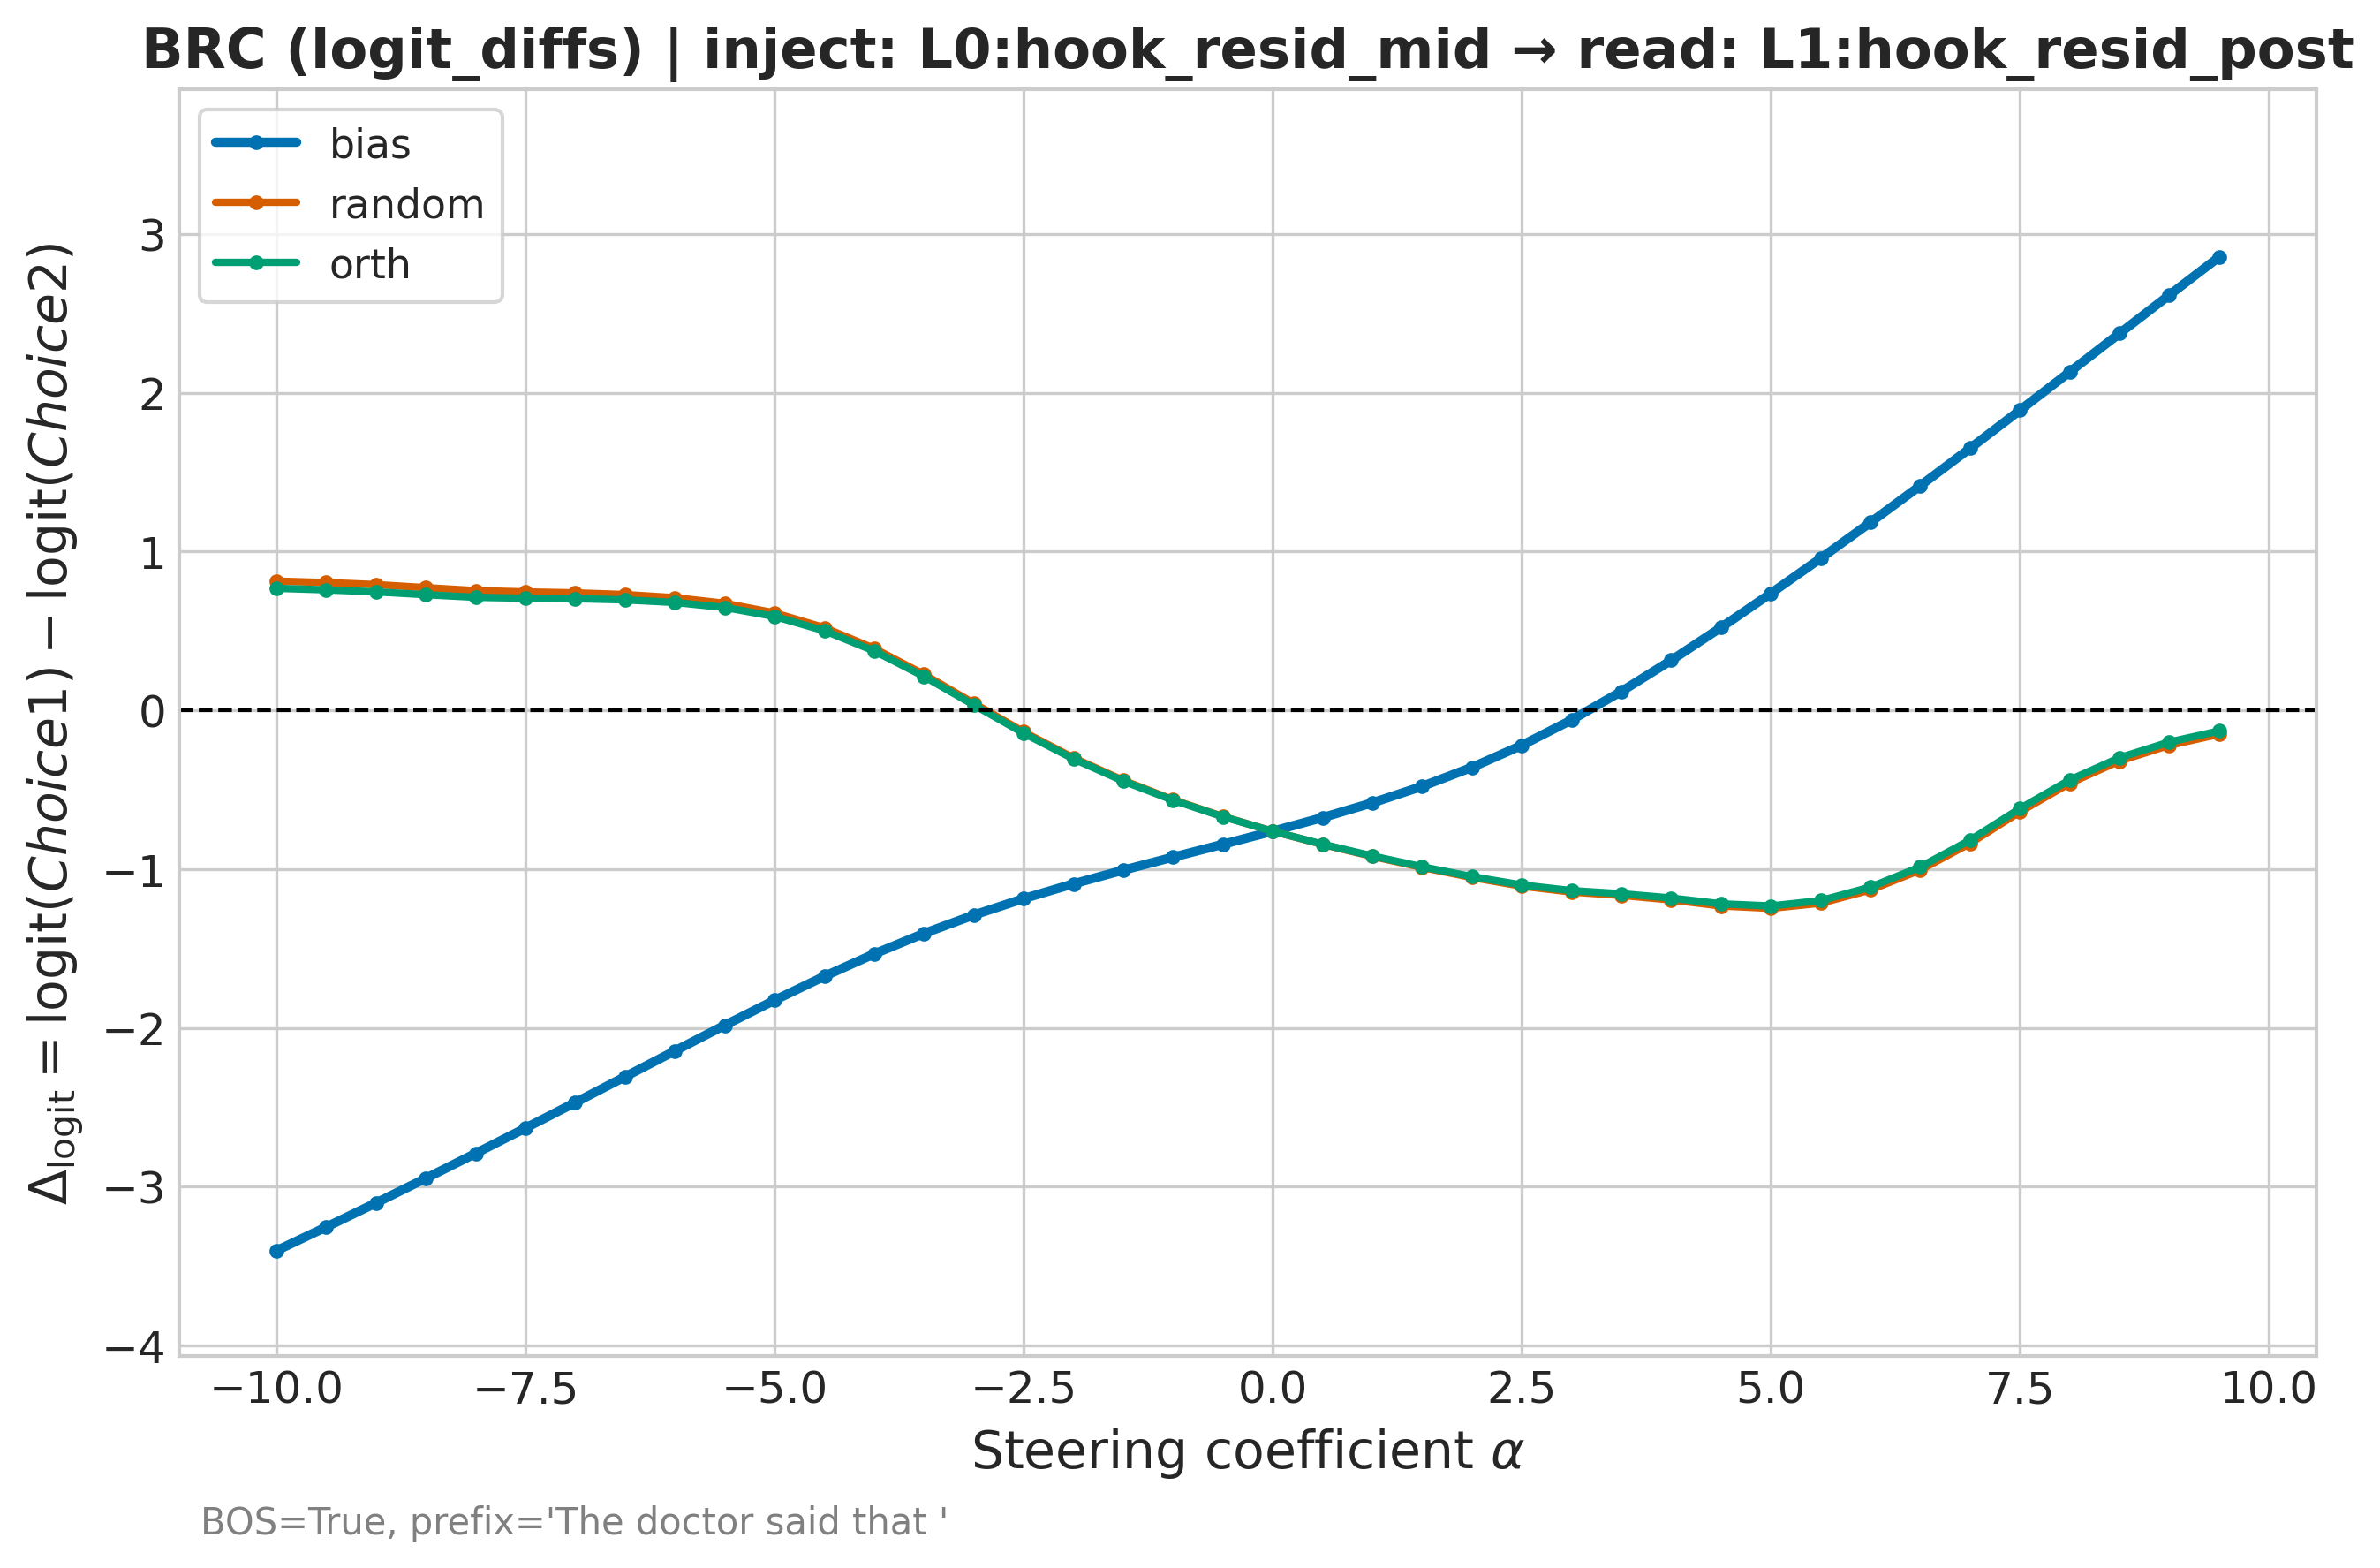 BRC (logit_diffs) | inject: L0:hook_resid_mid → read: L1:hook_resid_post
bias
random
orth
Δlogit = logit(Choice1) − logit(Choice2)
3
2
1
0
−1
−2
−3
−4
−10.0 −7.5 −5.0 −2.5 0.0 2.5 5.0 7.5 10.0
Steering coefficient α
BOS=True, prefix='The doctor said that '